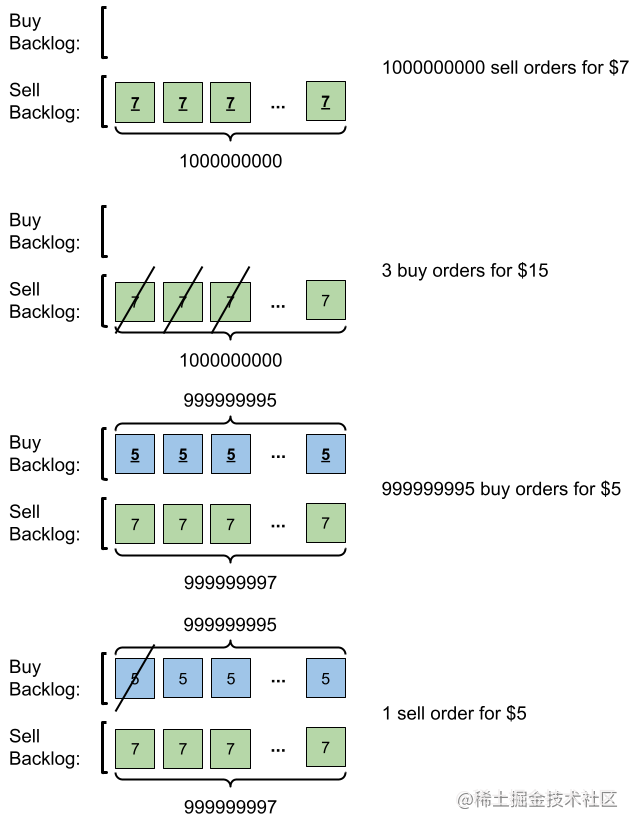 Buy
Backlog:
1000000000 sell orders for $7
Sell
Backlog:
7 7 7 ... 7
1000000000
Buy
Backlog:
3 buy orders for $15
Sell
Backlog:
7 7 7 ... 7
1000000000
999999995
Buy
Backlog:
5 5 5 ... 5
999999995 buy orders for $5
Sell
Backlog:
7 7 7 ... 7
999999997
999999995
Buy
Backlog:
5 5 5 ... 5
1 sell order for $5
Sell
Backlog:
7 7 7 ... 7
999999997
@稀土掘金技术社区